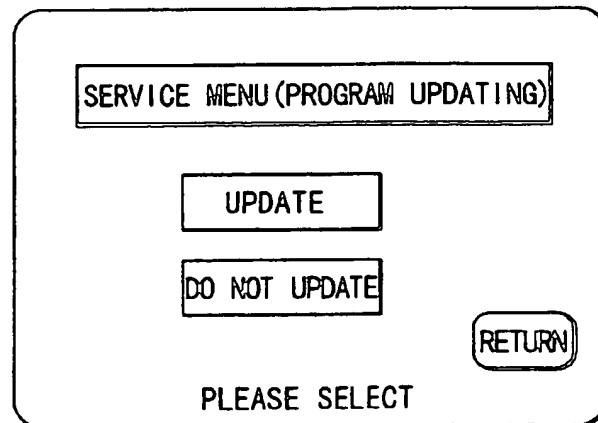 SERVICE MENU(PROGRAM UPDATING)
UPDATE
DO NOT UPDATE
RETURN
PLEASE SELECT